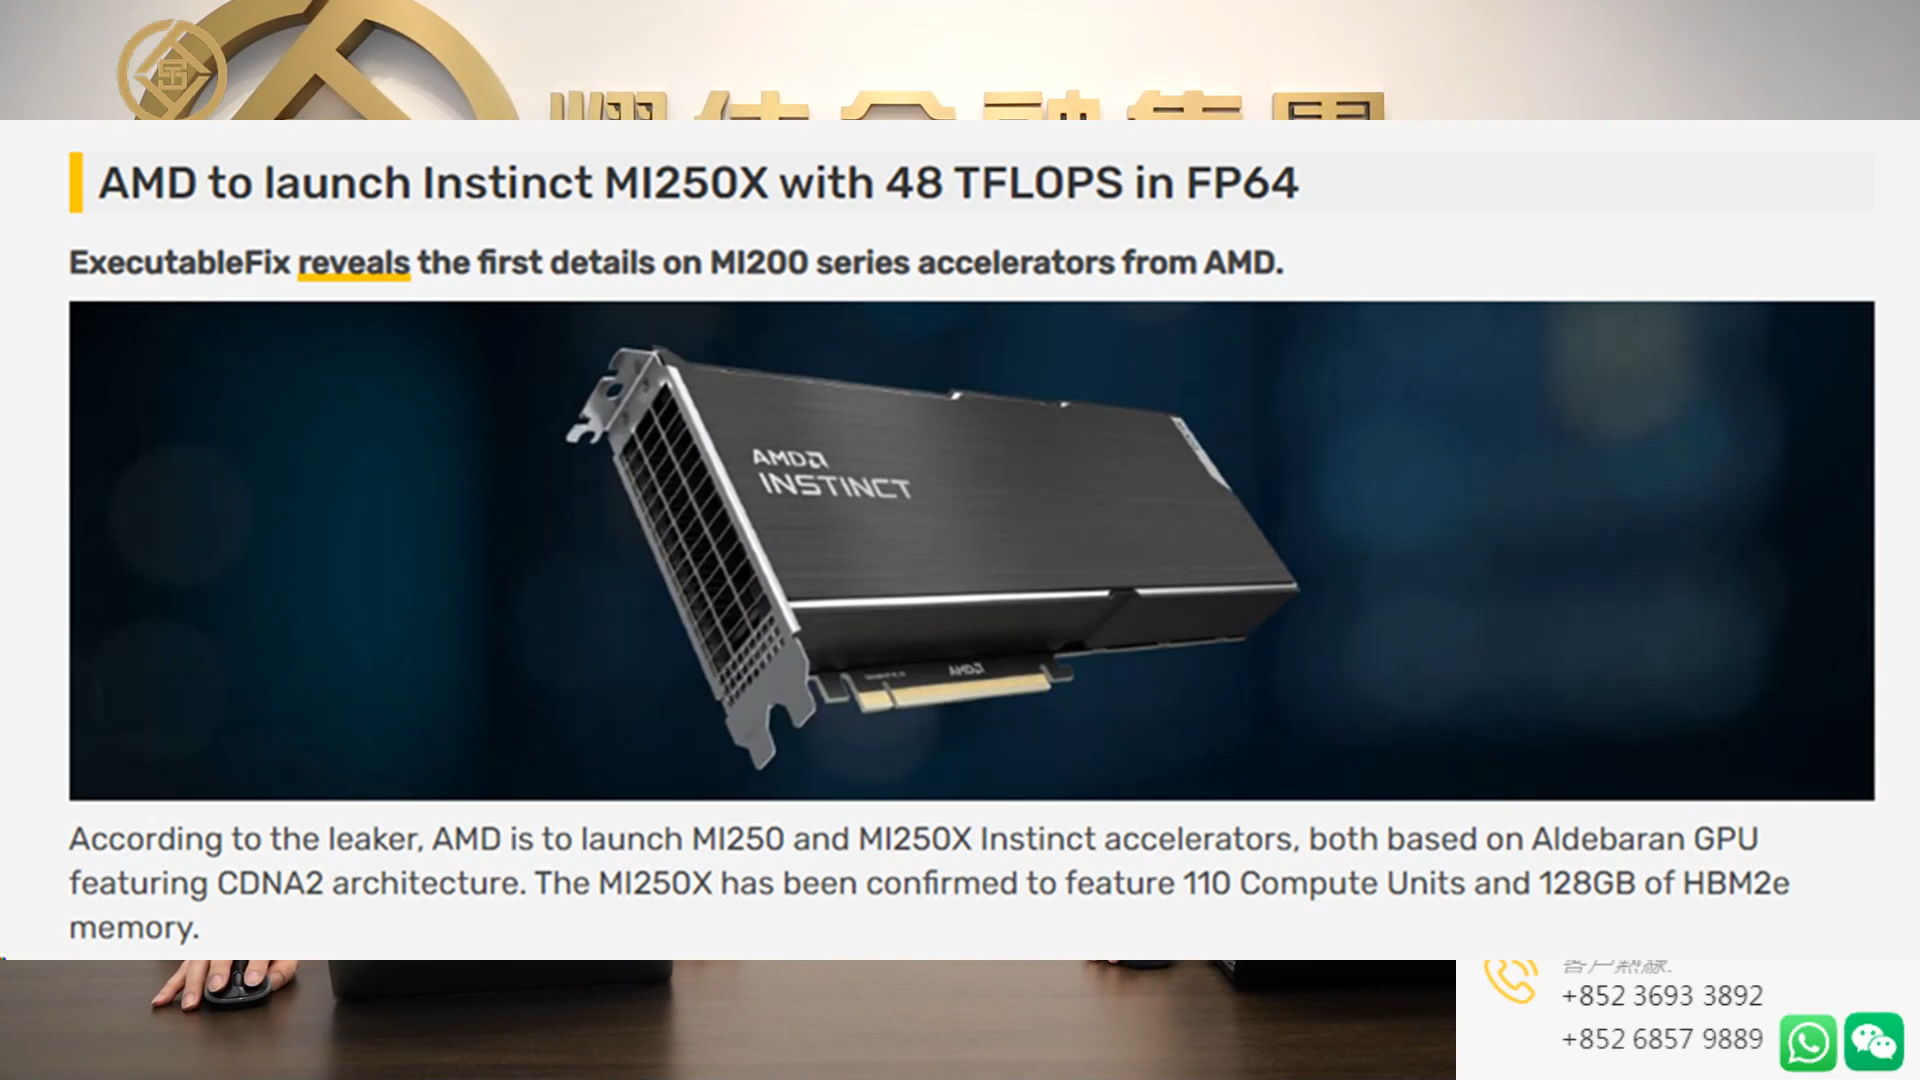 AMD to launch Instinct MI250X with 48 TFLOPS in FP64
ExecutableFix reveals the first details on MI200 series accelerators from AMD.
AMD
INSTINCT
AMD
According to the leaker, AMD is to launch MI250 and MI250X Instinct accelerators, both based on Aldebaran GPU
featuring CDNA2 architecture. The MI250X has been confirmed to feature 110 Compute Units and 128GB of HBM2e
memory.
+852 3693 3892
+852 6857 9889